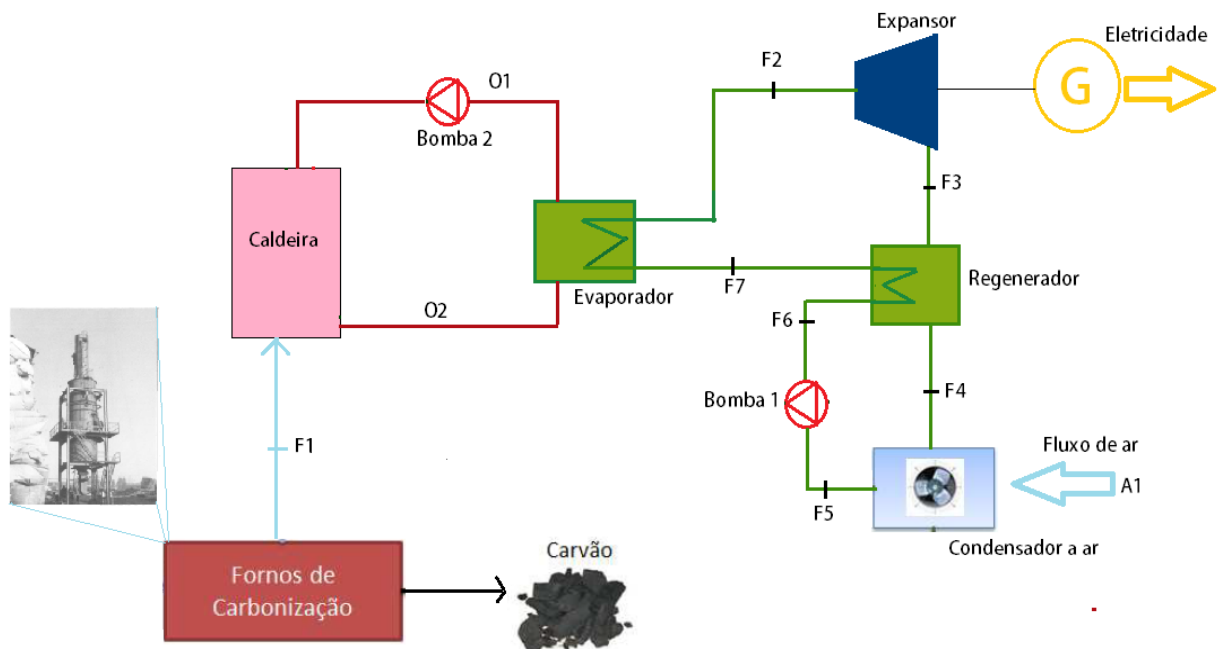 Expansor
Eletricidade
F2
O1
G
Bomba 2
F3
Caldeira
Regenerador
Evaporador
F7
O2
F6
Bomba 1
F4
Fluxo de ar
F1
A1
F5
Condensador a ar
Carvão
Fornos de
Carbonização